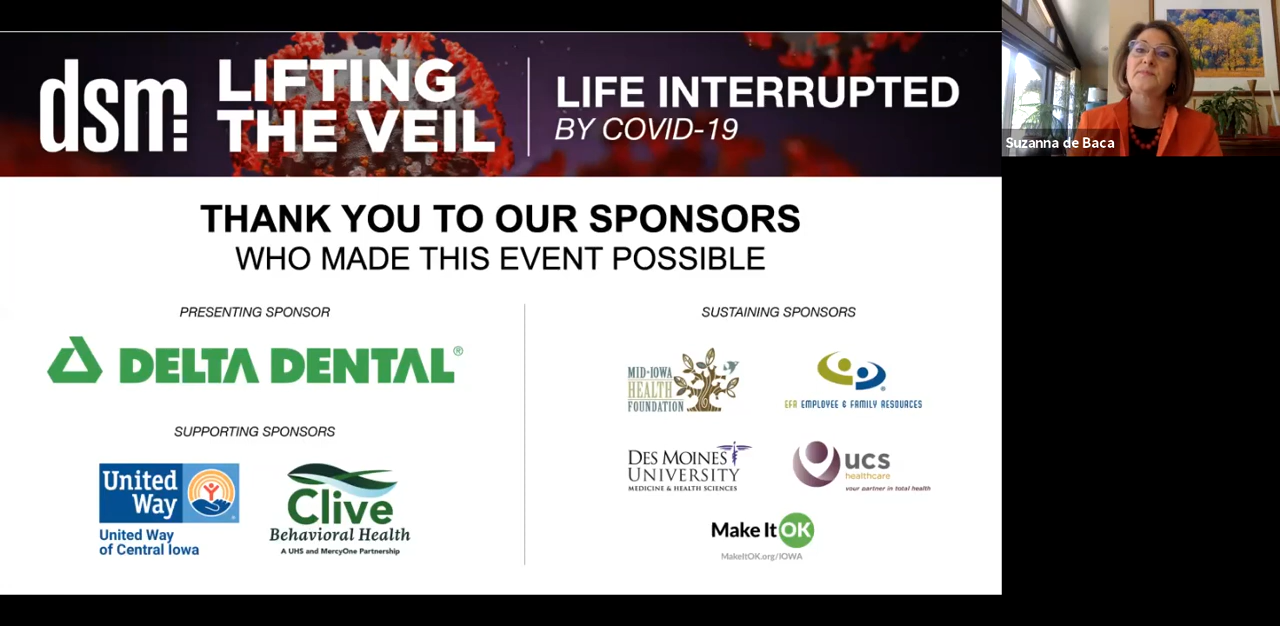 dsm
LIFTING
THE VEIL
LIFE INTERRUPTED
BY COVID-19
Suzanna de Baca
THANK YOU TO OUR SPONSORS
WHO MADE THIS EVENT POSSIBLE
PRESENTING SPONSOR
DELTA DENTAL®
SUPPORTING SPONSORS
United
Way
United Way
of Central Iowa
Clive
Behavioral Health
A UHS and MercyOne Partnership
SUSTAINING SPONSORS
MID-IOWA
HEALTH
FOUNDATION
EFR EMPLOYEE & FAMILY RESOURCES
DES MOINES
UNIVERSITY
MEDICINE & HEALTH SCIENCES
ucs
healthcare
your partner in total health
Make It OK
MakeItOK.org/IOWA